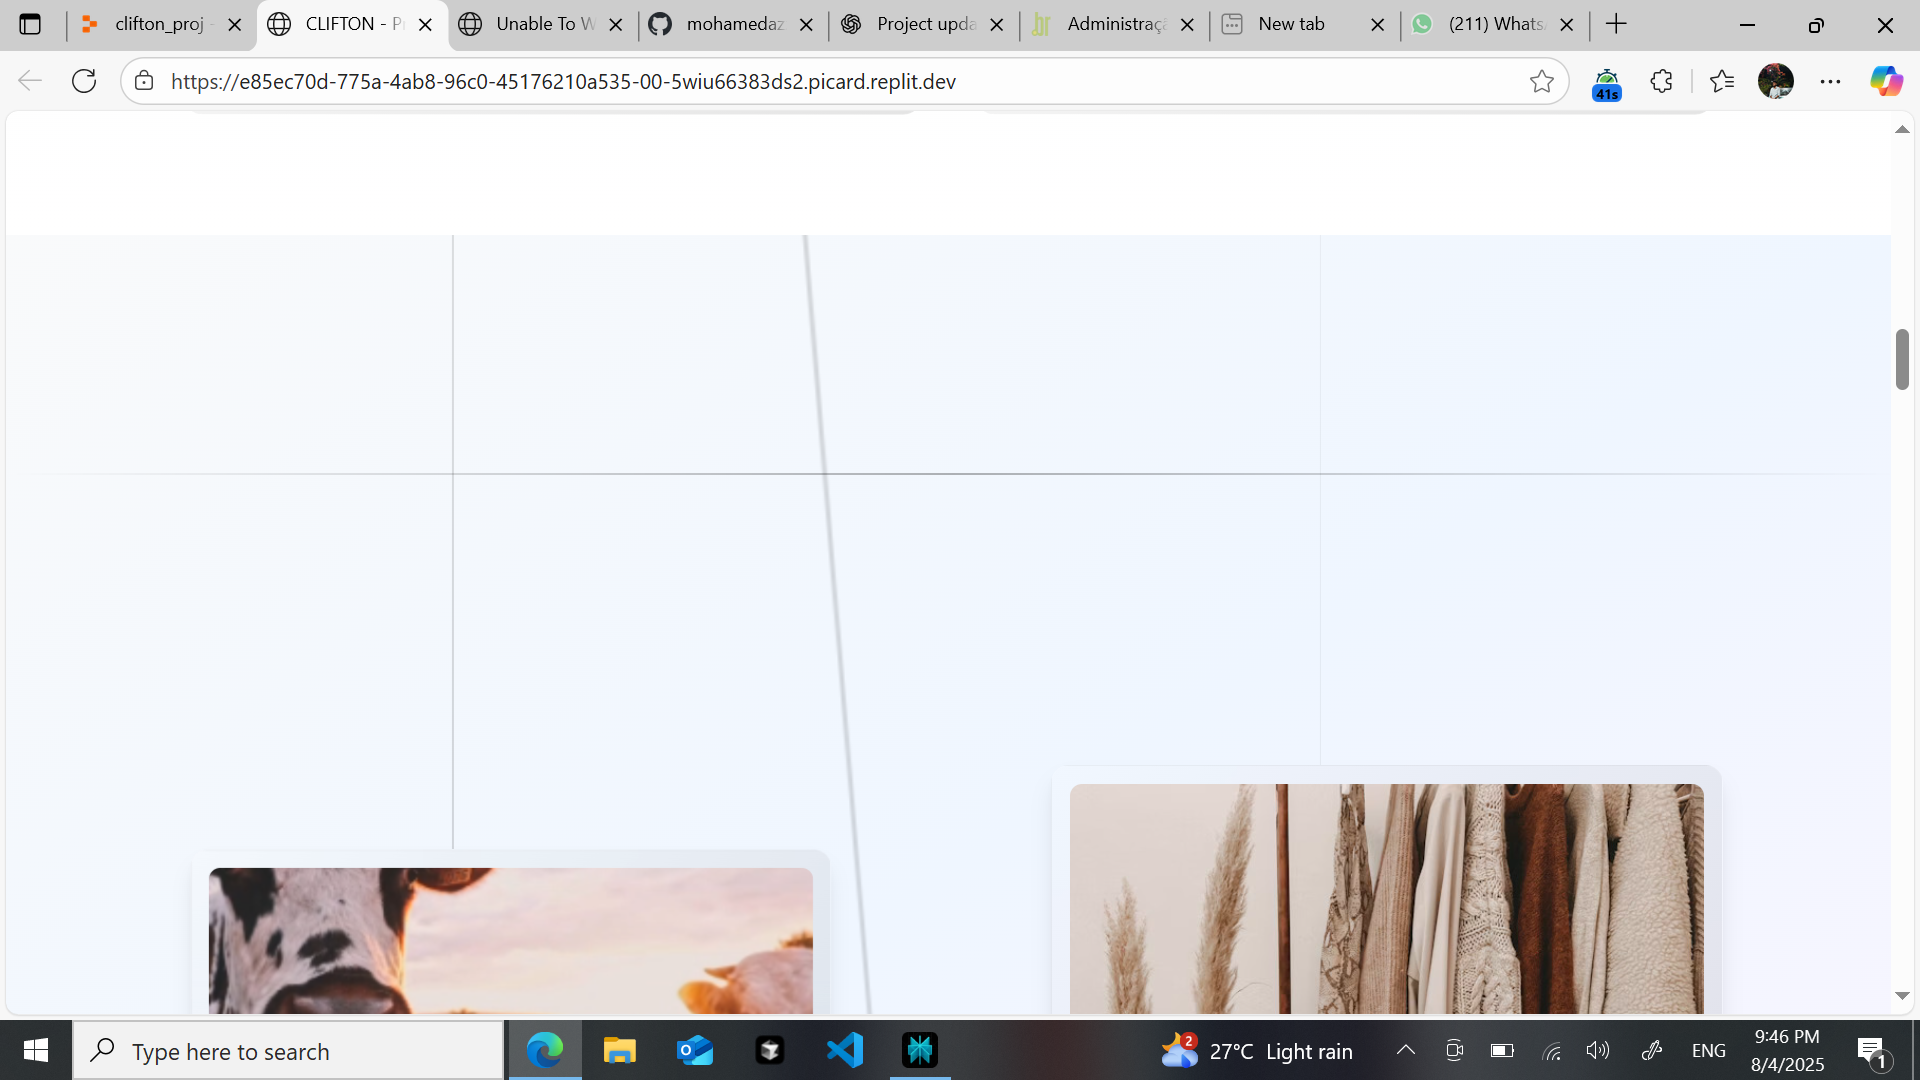 clifton_proj -
CLIFTON - P
Unable To W
mohamedaz
Project upda
Administraçã
New tab
(211) Whats
https://e85ec70d-775a-4ab8-96c0-45176210a535-00-5wiu66383ds2.picard.replit.dev
41s
Type here to search
2
27°C Light rain
ENG
9:46 PM
8/4/2025
1